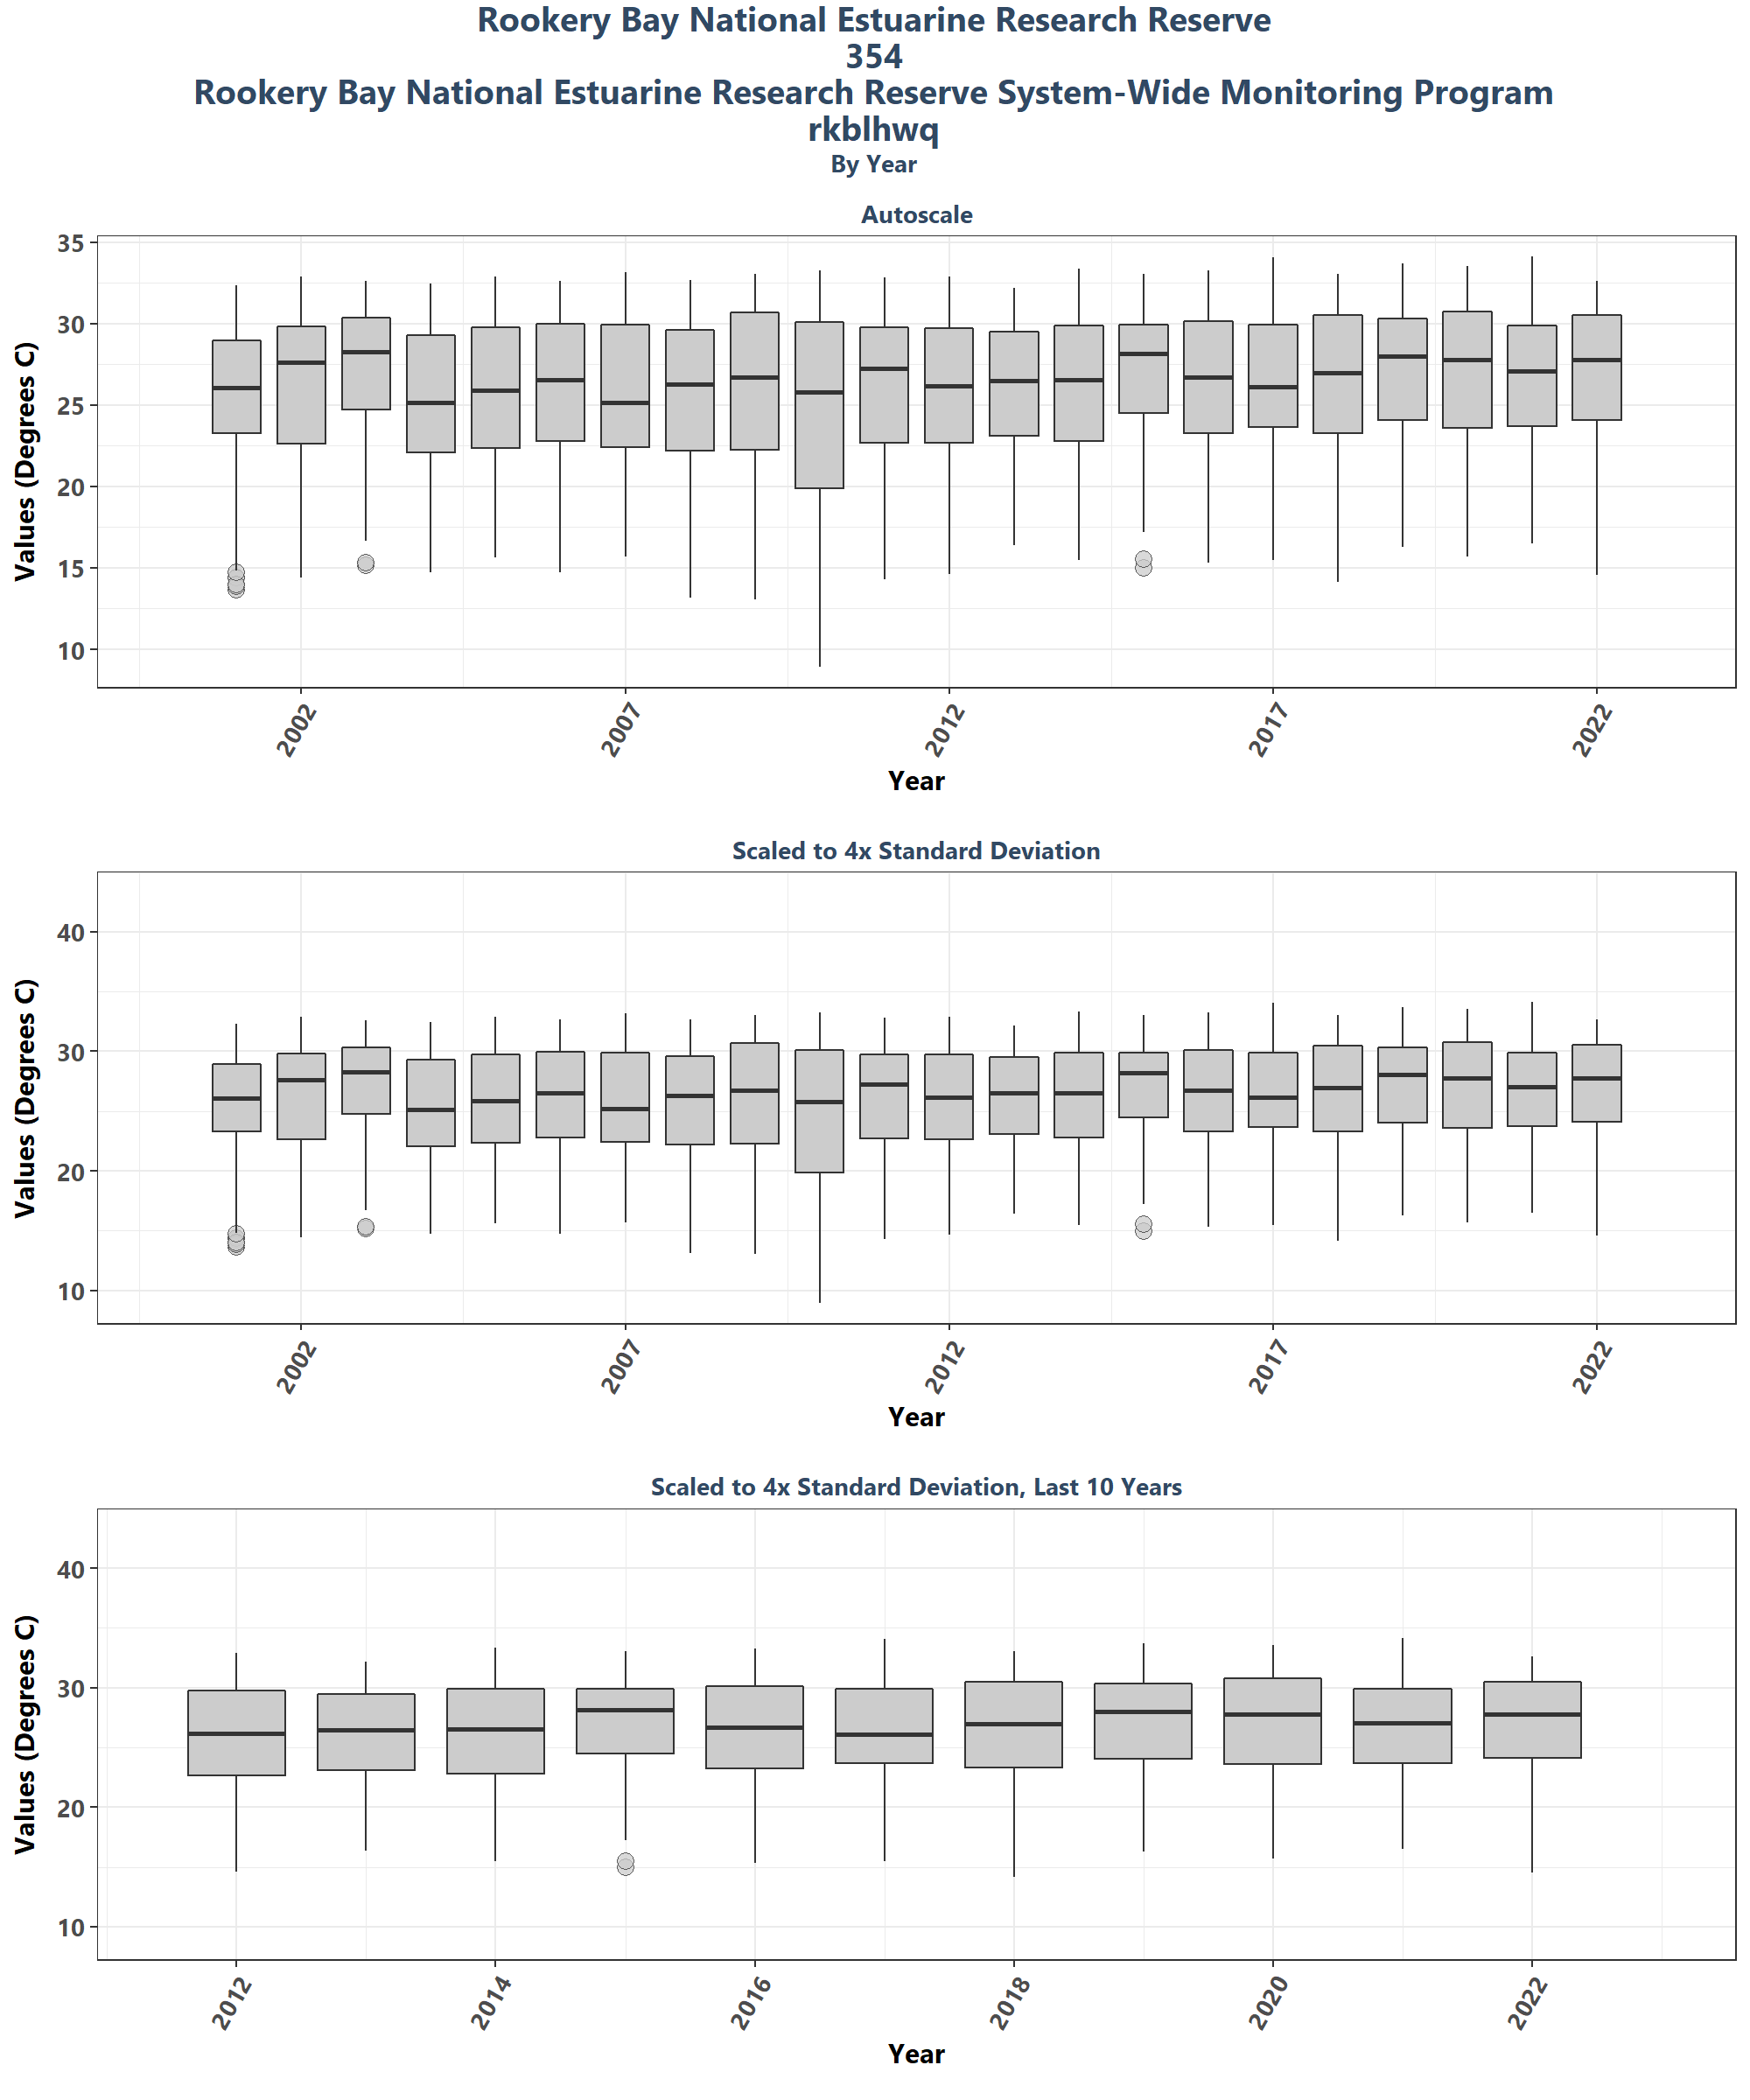 Rookery Bay National Estuarine Research Reserve
354
Rookery Bay National Estuarine Research Reserve System-Wide Monitoring Program
rkblhwq
By Year
Autoscale
Values (Degrees C)
35
30
25
20
15
10
2002
2007
2012
2017
2022
Year
Scaled to 4x Standard Deviation
Values (Degrees C)
40
30
20
10
2002
2007
2012
2017
2022
Year
Scaled to 4x Standard Deviation, Last 10 Years
Values (Degrees C)
40
30
20
10
2012
2014
2016
2018
2020
2022
Year